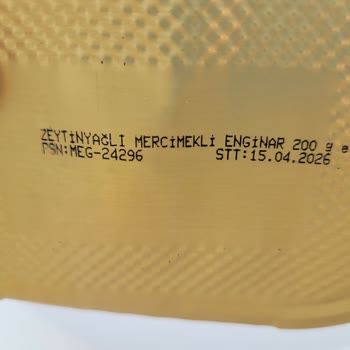 ZEYTİNYAĞLI MERCİMEKLİ ENGİNAR 200 g e
PSN:MEG-24296 STT:15.04.2026